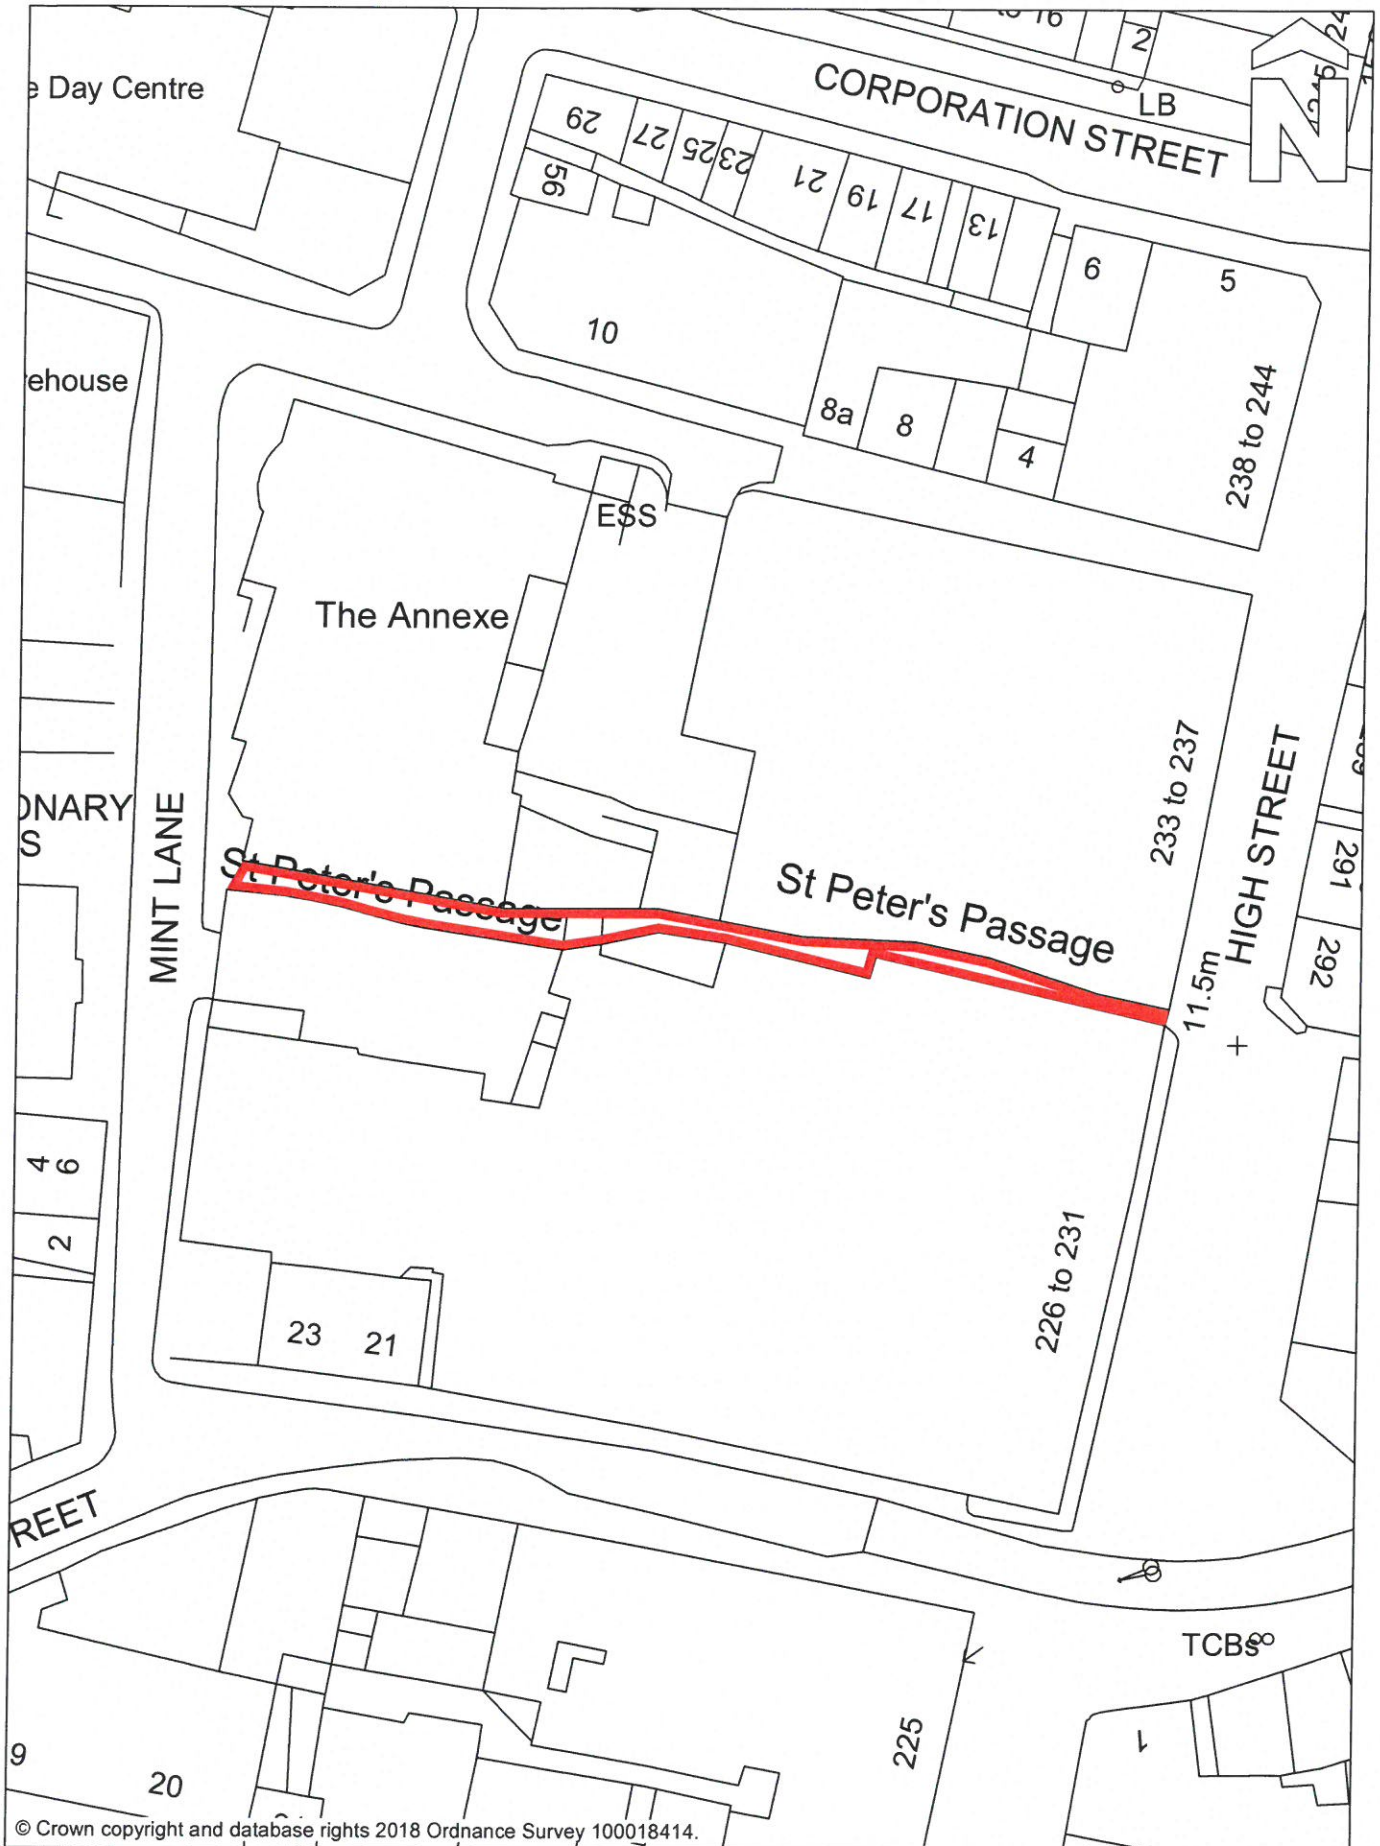 2
e Day Centre
LB
N
CORPORATION STREET
29
27
25
23
21
19
17
13
56
6
5
10
ehouse
8a
8
4
238 to 244
ESS
The Annexe
233 to 237
HIGH STREET
ONARY
S
MINT LANE
St Peter's Passage
St Peter's Passage
291
292
11.5m
4
6
2
226 to 231
23
21
REET
TCBs
225
1
9
20
© Crown copyright and database rights 2018 Ordnance Survey 100018414.